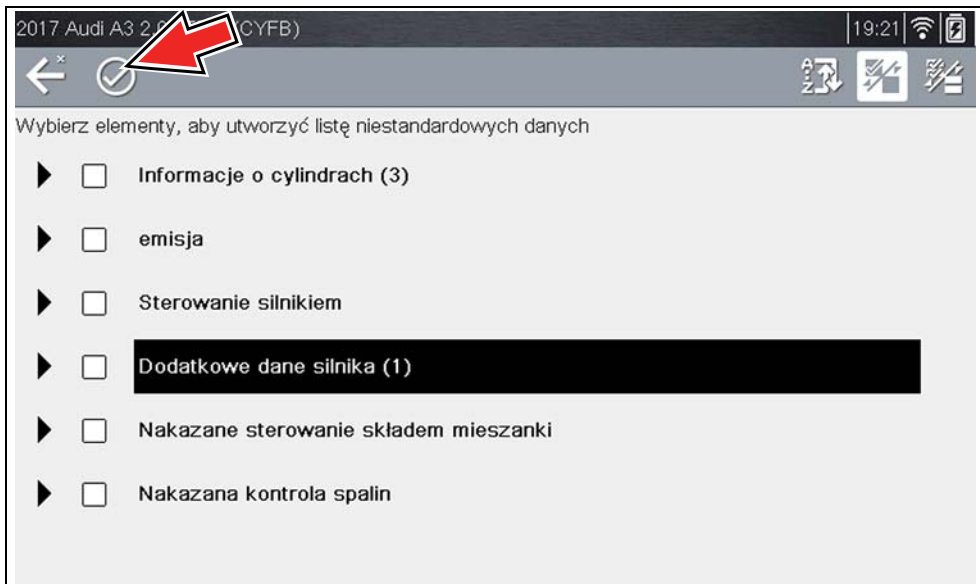 2017 Audi A3 2.0 (CYFB) 19:21
Wybierz elementy, aby utworzyć listę niestandardowych danych
Informacje o cylindrach (3)
emisja
Sterowanie silnikiem
Dodatkowe dane silnika (1)
Nakazane sterowanie składem mieszanki
Nakazana kontrola spalin